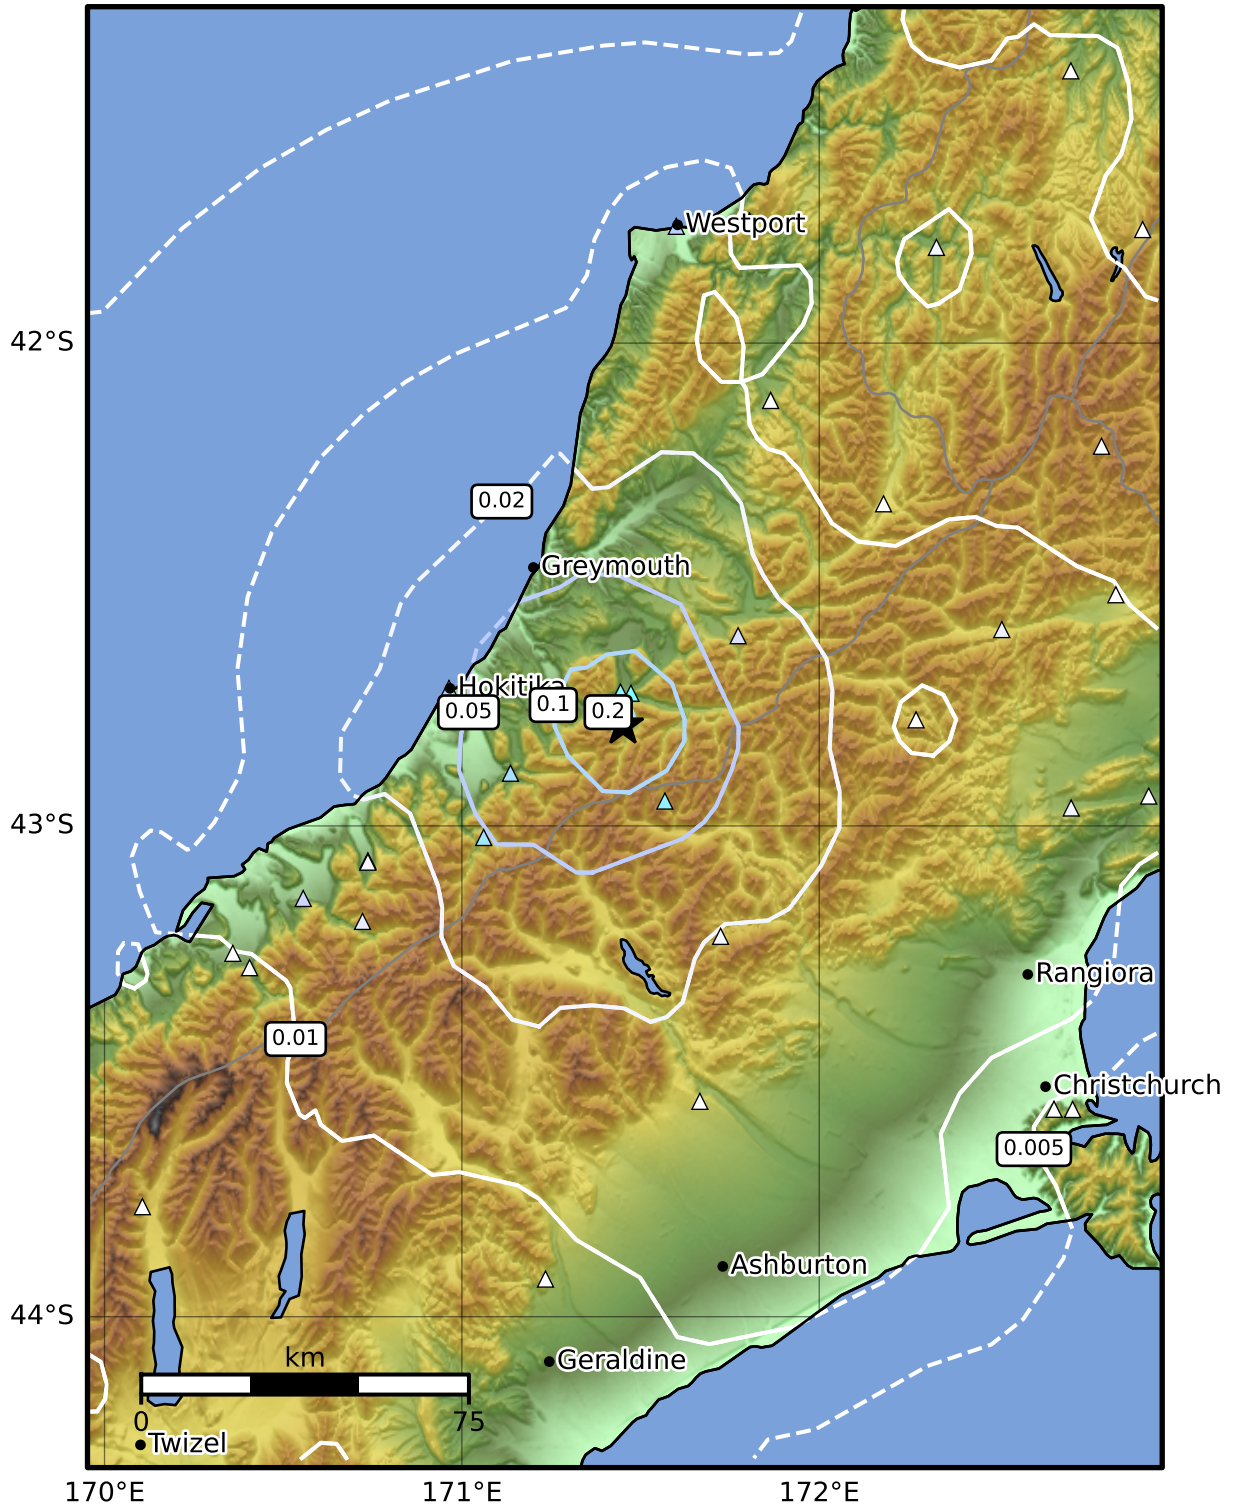 Westport
42°S
0.02
Greymouth
Hokitika
0.05
0.1
0.2
43°S
Rangiora
0.01
Christchurch
0.005
Ashburton
44°S
km
Geraldine
0
75
Twizel
170°E
171°E
172°E